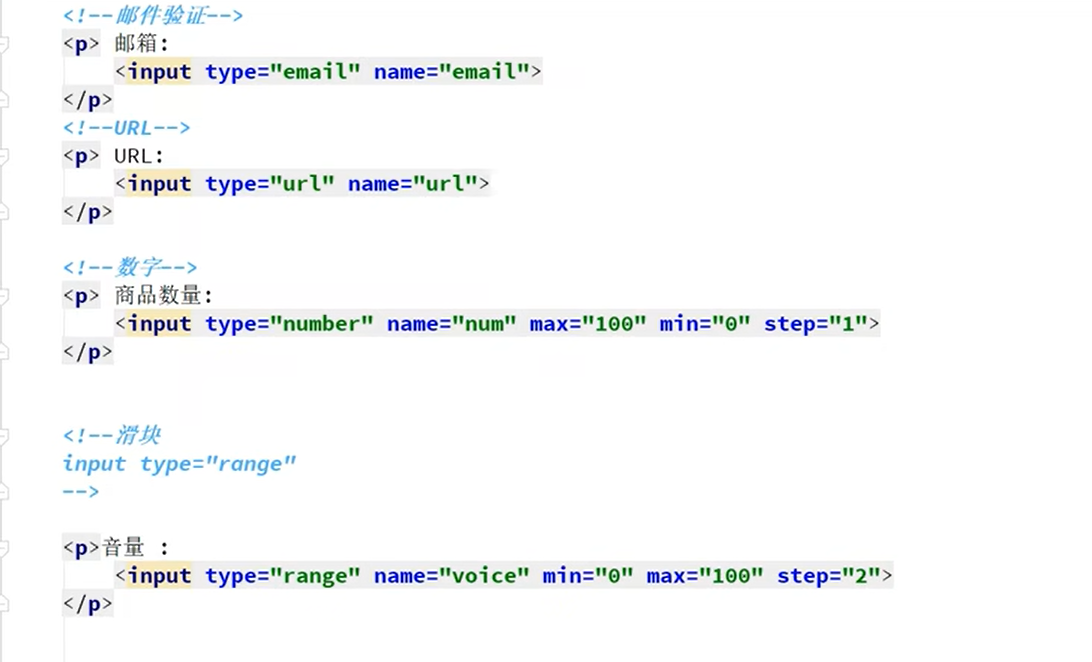 <!--邮件验证-->
<p> 邮箱:
<input type="email" name="email">
</p>
<!--URL-->
<p> URL:
<input type="url" name="url">
</p>
<!--数字-->
<p> 商品数量:
<input type="number" name="num" max="100" min="0" step="1">
</p>
<!--滑块
input type="range"
-->
<p>音量 :
<input type="range" name="voice" min="0" max="100" step="2">
</p>